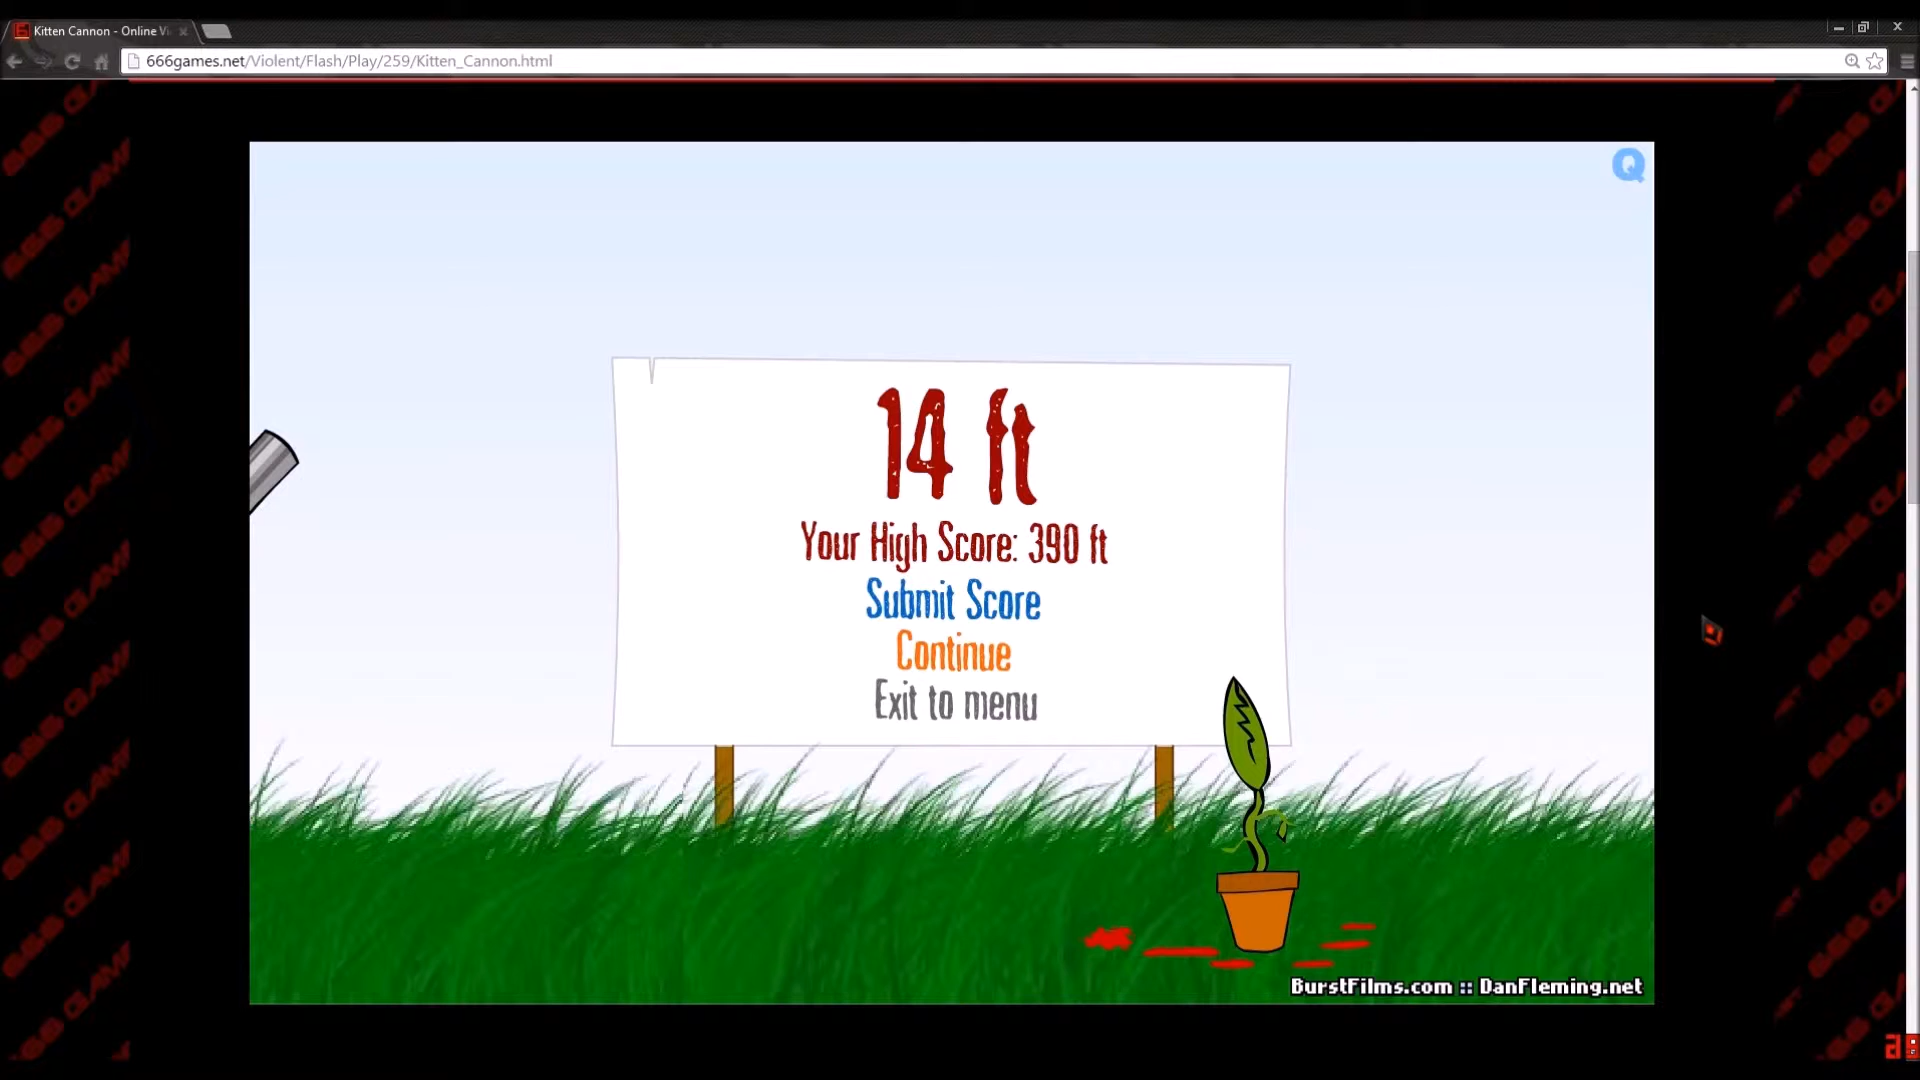 Kitten Cannon - Online Vi
666games.net/Violent/Flash/Play/259/Kitten_Cannon.html
Q
14 ft
Your High Score: 390 ft
Submit Score
Continue
Exit to menu
BurstFilms.com :: DanFleming.net